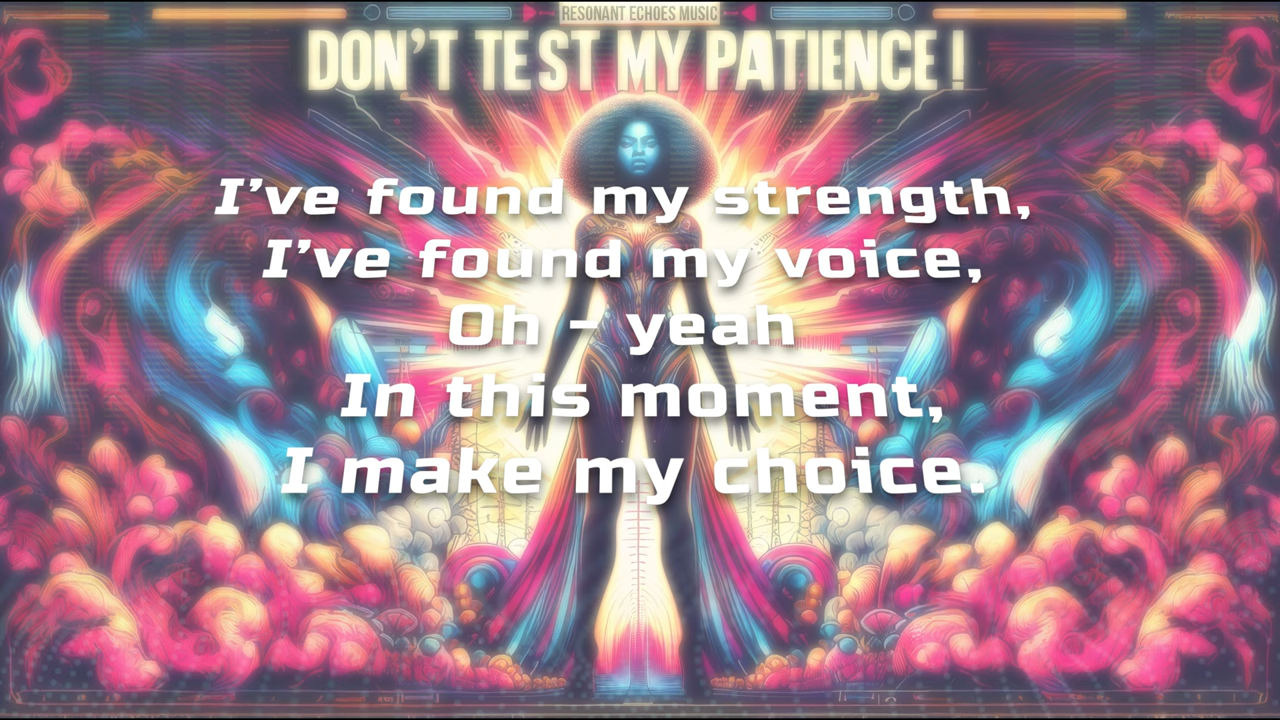 RESONANT ECHOES MUSIC
DON'T TEST MY PATIENCE!
I've found my strength,
I've found my voice,
Oh - yeah
In this moment,
I make my choice.